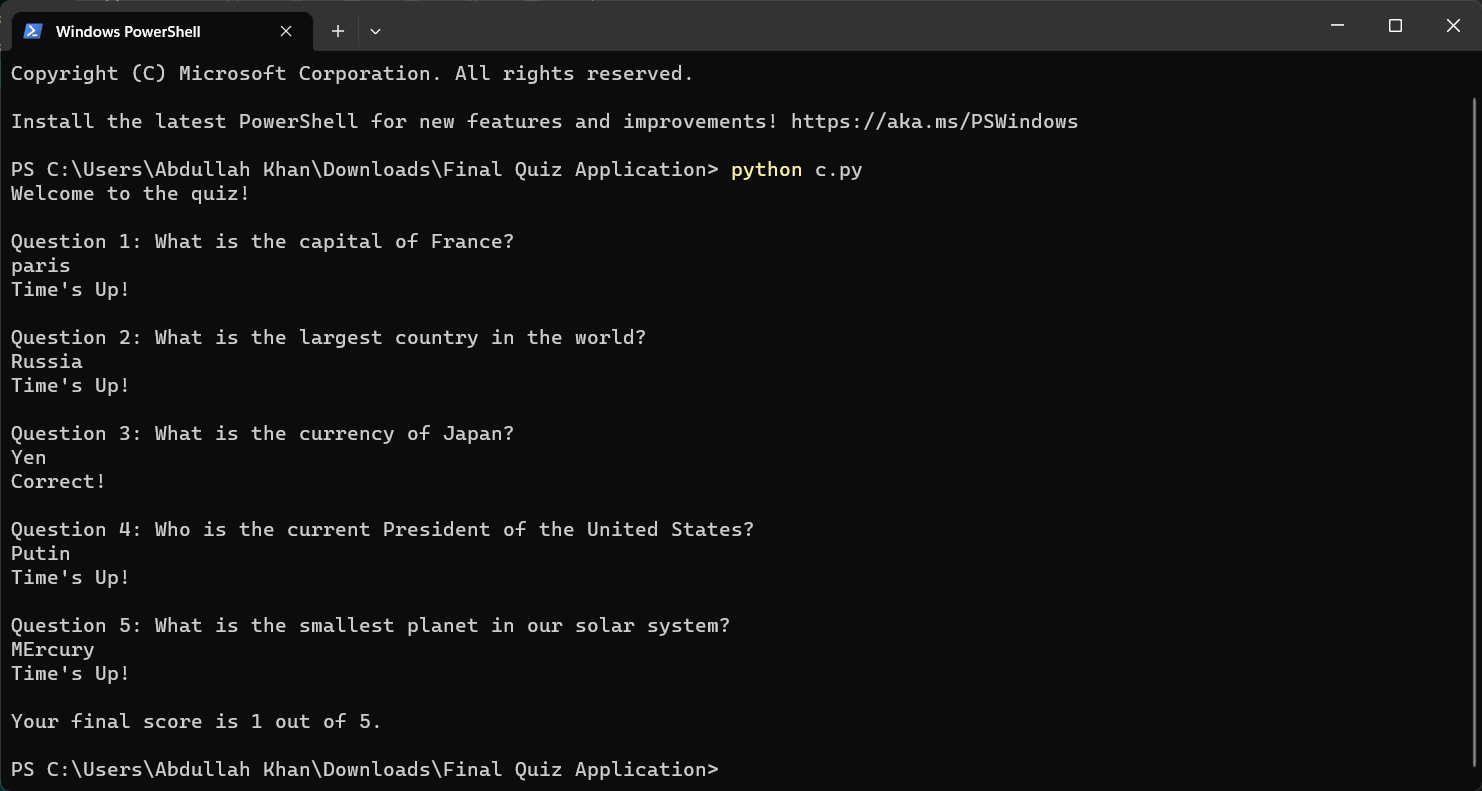 Windows PowerShell
Copyright (C) Microsoft Corporation. All rights reserved.
Install the latest PowerShell for new features and improvements! https://aka.ms/PSWindows
PS C:\Users\Abdullah Khan\Downloads\Final Quiz Application> python c.py
Welcome to the quiz!
Question 1: What is the capital of France?
paris
Time's Up!
Question 2: What is the largest country in the world?
Russia
Time's Up!
Question 3: What is the currency of Japan?
Yen
Correct!
Question 4: Who is the current President of the United States?
Putin
Time's Up!
Question 5: What is the smallest planet in our solar system?
MErcury
Time's Up!
Your final score is 1 out of 5.
PS C:\Users\Abdullah Khan\Downloads\Final Quiz Application>